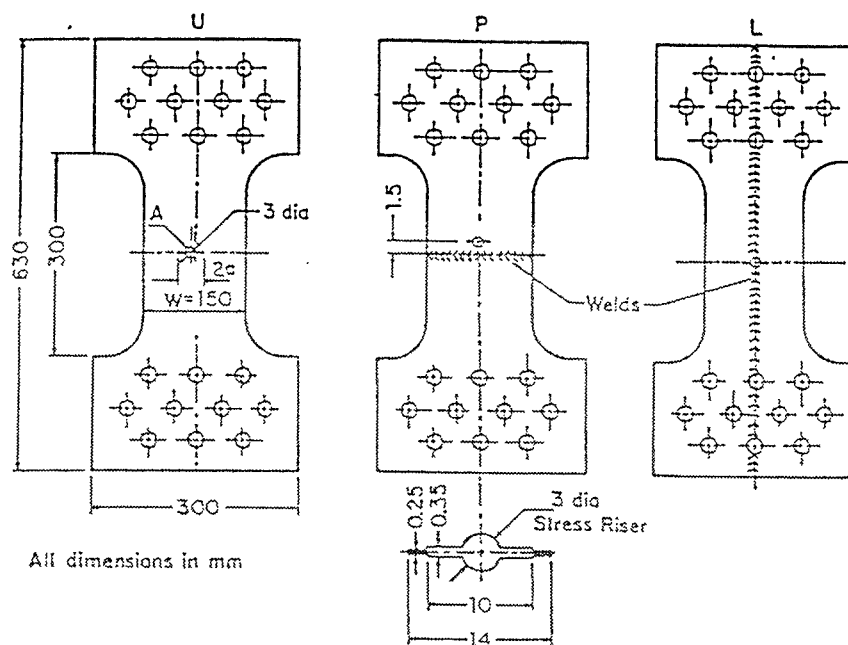 U
P
L
A
3 dia
1.5
630
300
2a
W=150
Welds
300
0.25
0.35
3 dia
Stress Riser
All dimensions in mm
10
14